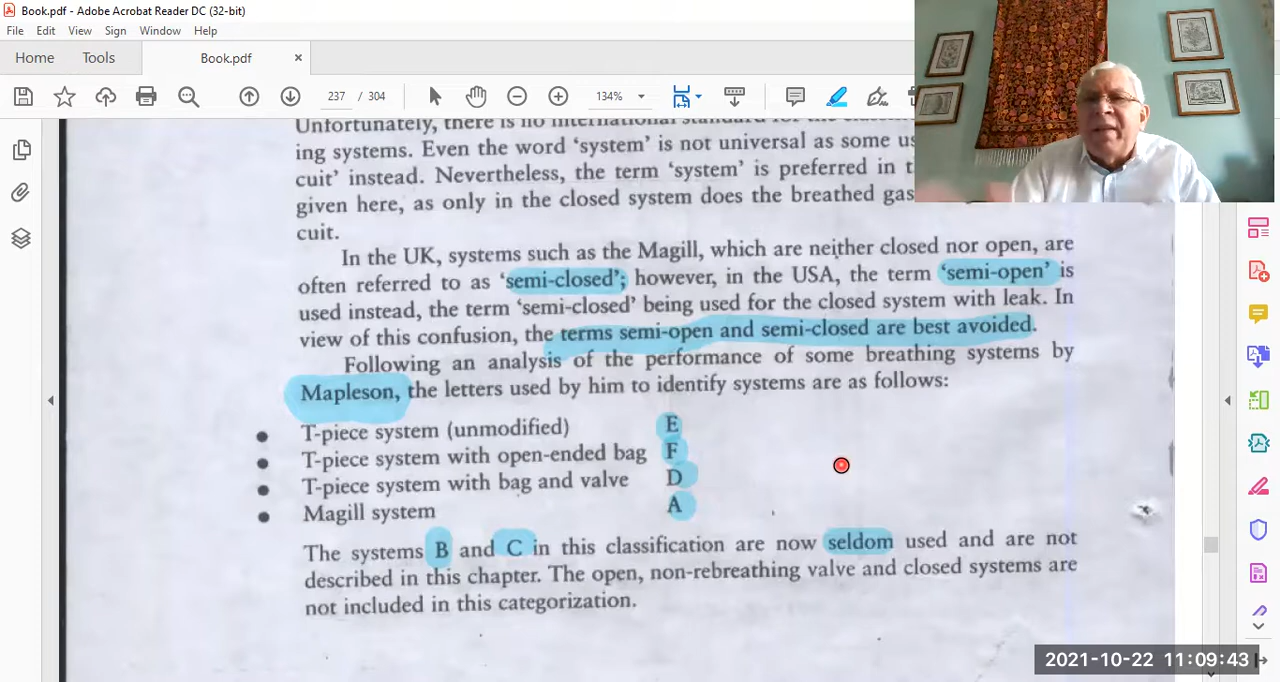 Book.pdf - Adobe Acrobat Reader DC (32-bit)
File Edit View Sign Window Help
Home Tools Book.pdf ×
237 / 304 134%
Unfortunately, there is no international standard for the
ing systems. Even the word ‘system’ is not universal as some
cuit’ instead. Nevertheless, the term ‘system’ is preferred in
given here, as only in the closed system does the breathed gas
cuit.
In the UK, systems such as the Magill, which are neither closed nor open, are
often referred to as ‘semi-closed’; however, in the USA, the term ‘semi-open’ is
used instead, the term ‘semi-closed’ being used for the closed system with leak. In
view of this confusion, the terms semi-open and semi-closed are best avoided.
Following an analysis of the performance of some breathing systems by
Mapleson, the letters used by him to identify systems are as follows:
● T-piece system (unmodified) E
● T-piece system with open-ended bag F
● T-piece system with bag and valve D
● Magill system A
The systems B and C in this classification are now seldom used and are not
described in this chapter. The open, non-rebreathing valve and closed systems are
not included in this categorization.
2021-10-22 11:09:43